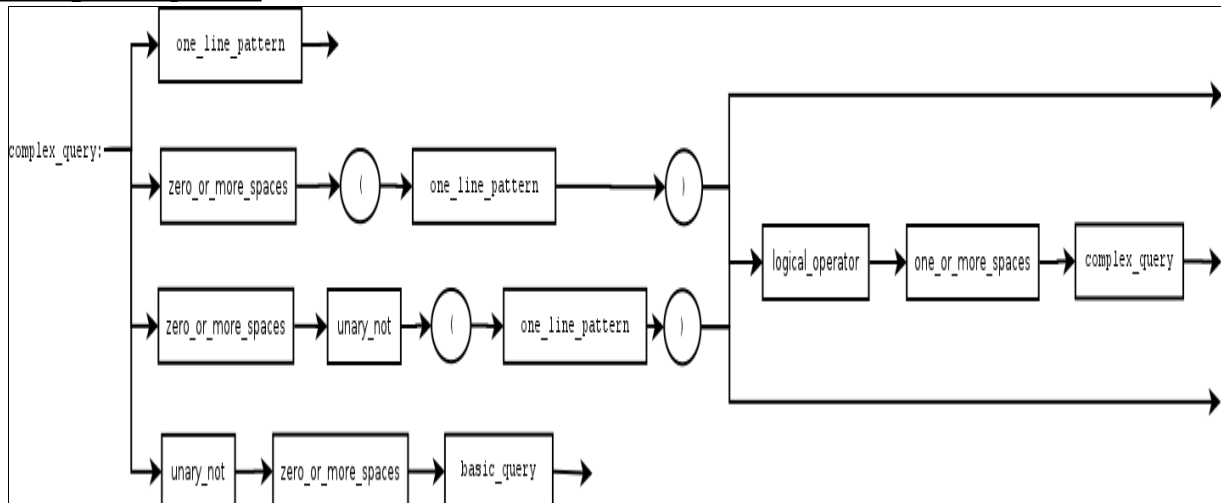 one_line_pattern
complex_query:
zero_or_more_spaces ( one_line_pattern )
logical_operator one_or_more_spaces complex_query
zero_or_more_spaces unary_not ( one_line_pattern )
unary_not zero_or_more_spaces basic_query